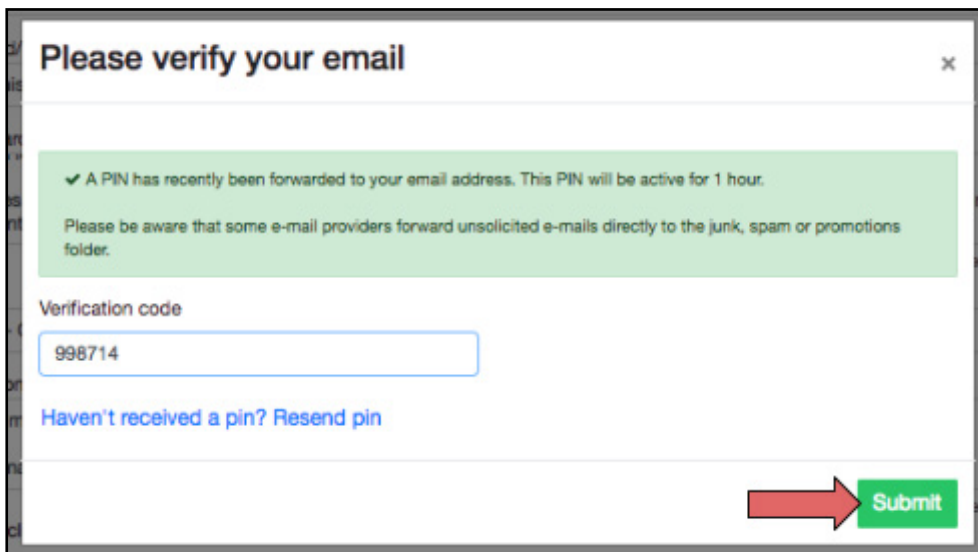 Please verify your email
×
✔ A PIN has recently been forwarded to your email address. This PIN will be active for 1 hour.
Please be aware that some e-mail providers forward unsolicited e-mails directly to the junk, spam or promotions
folder.
Verification code
998714
Haven't received a pin? Resend pin
Submit